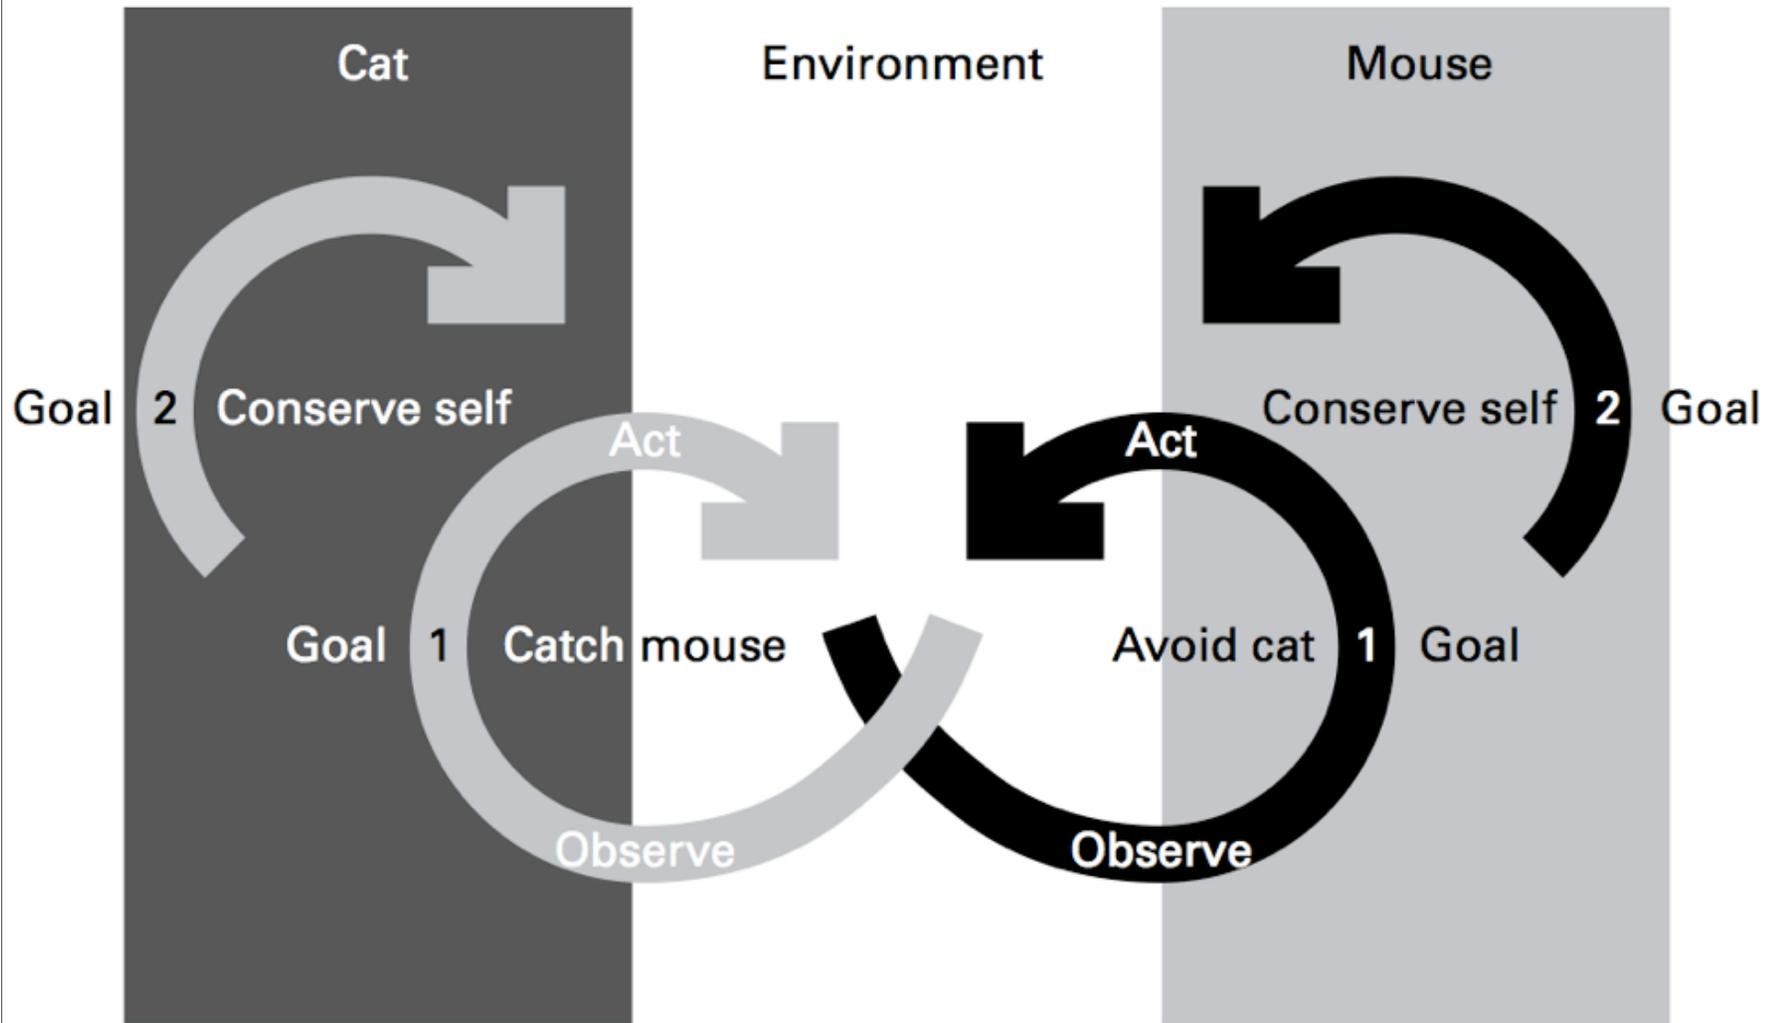 Cat
Environment
Mouse
Goal 2 Conserve self
Conserve self 2 Goal
Act
Act
Goal 1 Catch mouse
Avoid cat 1 Goal
Observe
Observe